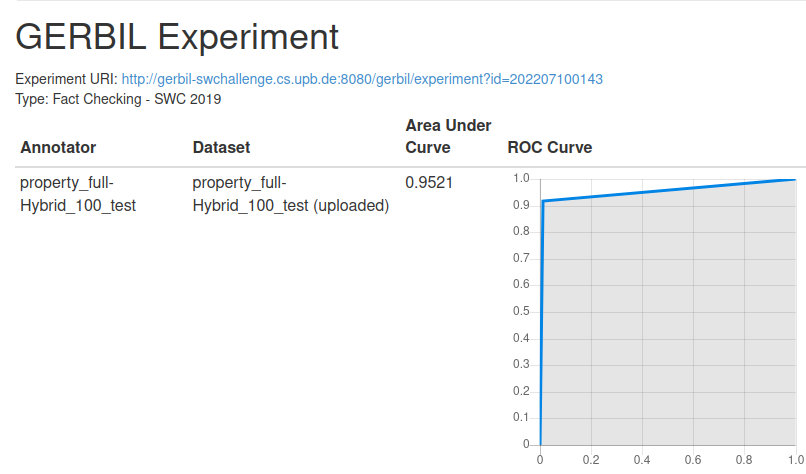 GERBIL Experiment
Experiment URI: http://gerbil-swchallenge.cs.upb.de:8080/gerbil/experiment?id=202207100143
Type: Fact Checking - SWC 2019
Annotator Dataset Area Under Curve ROC Curve
property_full-Hybrid_100_test property_full-Hybrid_100_test (uploaded) 0.9521
1.0
0.9
0.8
0.7
0.6
0.5
0.4
0.3
0.2
0.1
0
0 0.2 0.4 0.6 0.8 1.0